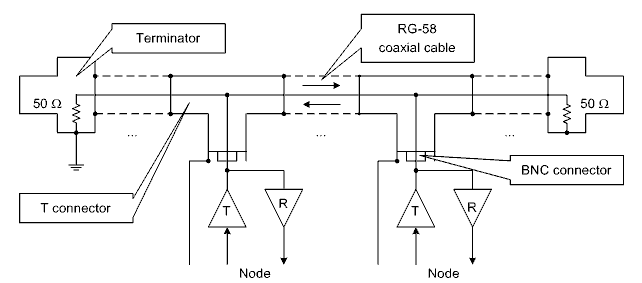 Terminator
RG-58
coaxial cable
50 Ω
50 Ω
...
...
...
BNC connector
T connector
T
R
T
R
Node
Node